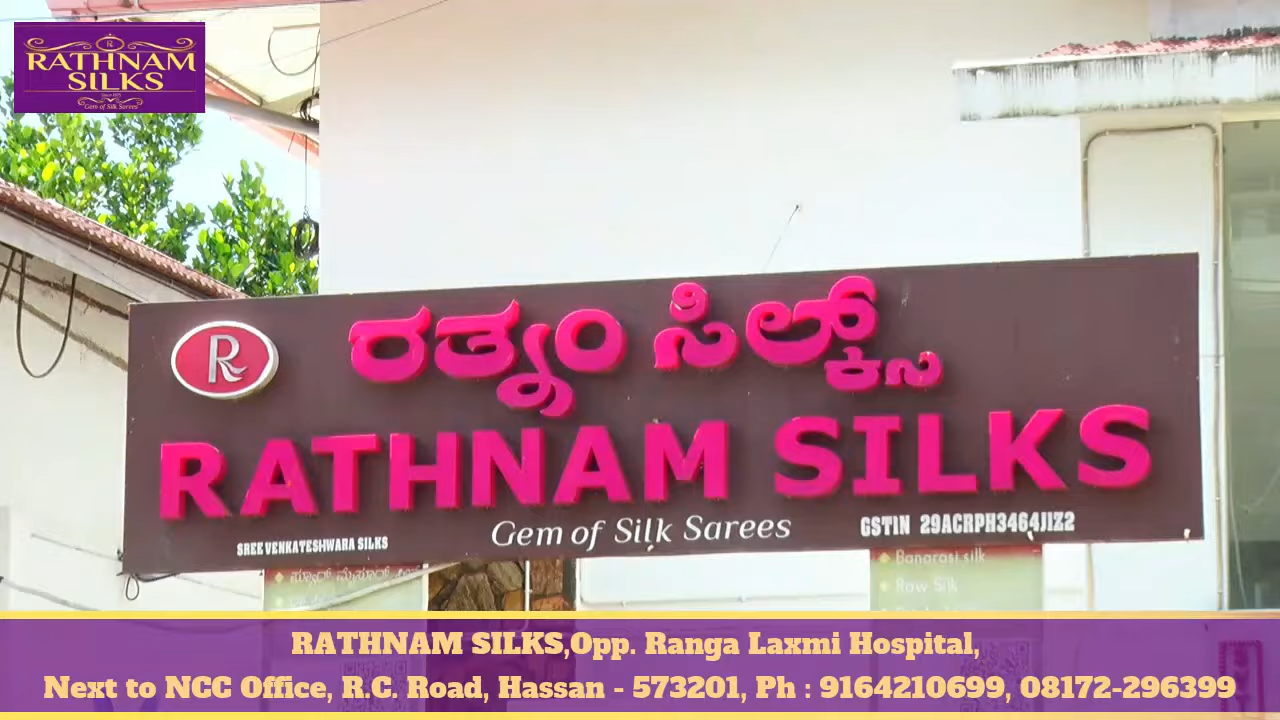 RATHNAM
SILKS
Since 1975
Gem of Silk Sarees
R
ರತ್ನಂ ಸಿಲ್ಕ್ಸ್
RATHNAM SILKS
Gem of Silk Sarees
GSTIN 29ACRPH3464J1Z2
SREE VENKATESHWARA SILKS
Banarasi silk
Raw Silk
RATHNAM SILKS,Opp. Ranga Laxmi Hospital,
Next to NCC Office, R.C. Road, Hassan - 573201, Ph : 9164210699, 08172-296399